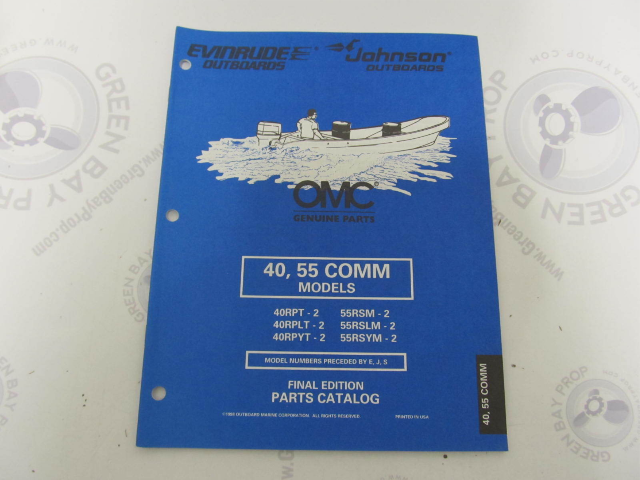 EVINRUDE®
OUTBOARDS
Johnson®
OUTBOARDS
OMC®
GENUINE PARTS
40, 55 COMM
MODELS
40RPT - 2 55RSM - 2
40RPLT - 2 55RSLM - 2
40RPYT - 2 55RSYM - 2
MODEL NUMBERS PRECEDED BY E, J, S
FINAL EDITION
PARTS CATALOG
©1989 OUTBOARD MARINE CORPORATION. ALL RIGHTS RESERVED. PRINTED IN USA
40, 55 COMM
GREEN BAY PROP
www.GreenBayProp.com